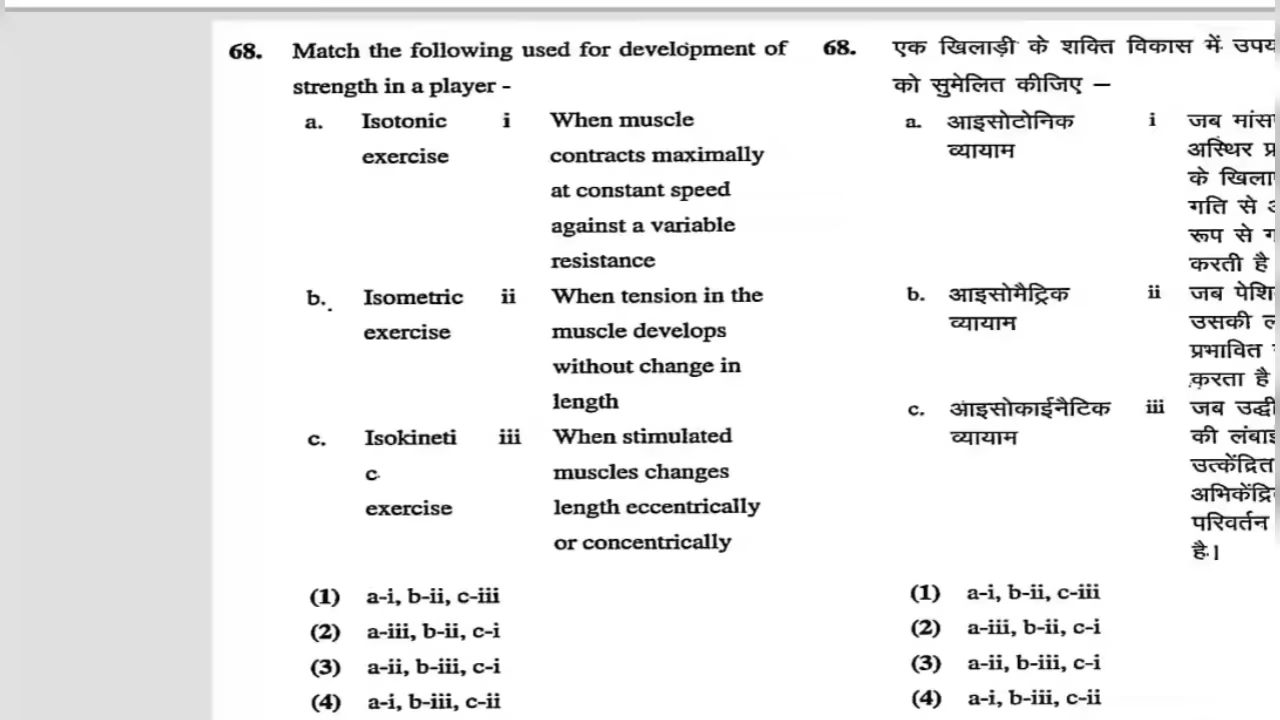 68. Match the following used for development of
strength in a player -
a. Isotonic i When muscle
exercise contracts maximally
at constant speed
against a variable
resistance
b. Isometric ii When tension in the
exercise muscle develops
without change in
length
c. Isokineti iii When stimulated
c muscles changes
exercise length eccentrically
or concentrically
(1) a-i, b-ii, c-iii
(2) a-iii, b-ii, c-i
(3) a-ii, b-iii, c-i
(4) a-i, b-iii, c-ii
68. एक खिलाड़ी के शक्ति विकास में
को सुमेलित कीजिए –
a. आइसोटोनिक i जब
व्यायाम अस्थिर
के
गति से
रूप से
करती है
b. आइसोमैट्रिक ii जब
व्यायाम उसकी
प्रभावित
करता है
c. आइसोकाईनैटिक iii जब
व्यायाम की
उत्केंद्रित
परिवर्तन
है।
(1) a-i, b-ii, c-iii
(2) a-iii, b-ii, c-i
(3) a-ii, b-iii, c-i
(4) a-i, b-iii, c-ii